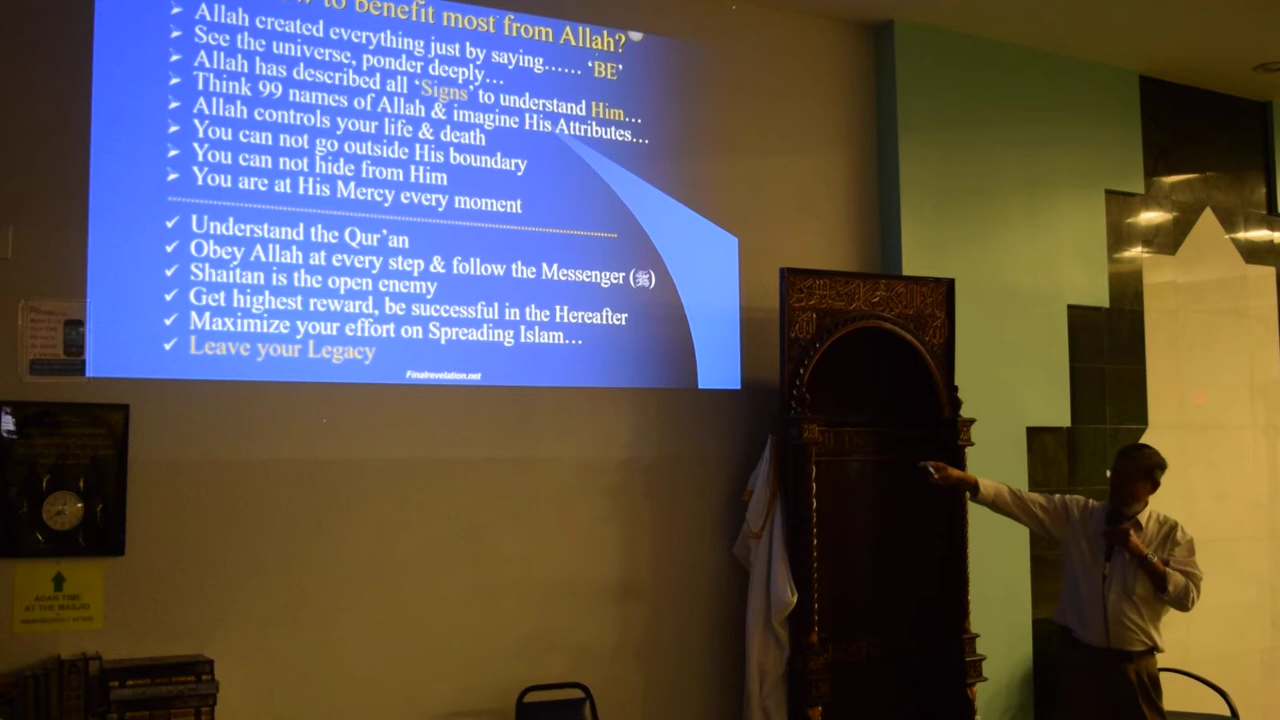 to benefit most from Allah?
➤ Allah created everything just by saying...... ‘BE’
➤ See the universe, ponder deeply...
➤ Allah has described all ‘Signs’ to understand Him...
➤ Think 99 names of Allah & imagine His Attributes...
➤ Allah controls your life & death
➤ You can not go outside His boundary
➤ You can not hide from Him
➤ You are at His Mercy every moment
✓ Understand the Qur’an
✓ Obey Allah at every step & follow the Messenger (ﷺ)
✓ Shaitan is the open enemy
✓ Get highest reward, be successful in the Hereafter
✓ Maximize your effort on Spreading Islam...
✓ Leave your Legacy
Finalrevelation.net
Please
ADAN TIME
AT THE MASJID